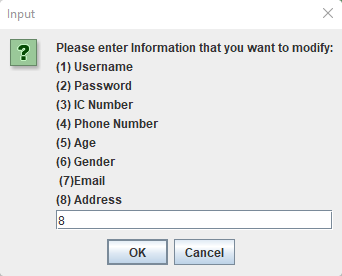 Input
Please enter Information that you want to modify:
(1) Username
(2) Password
(3) IC Number
(4) Phone Number
(5) Age
(6) Gender
(7)Email
(8) Address
8
OK Cancel